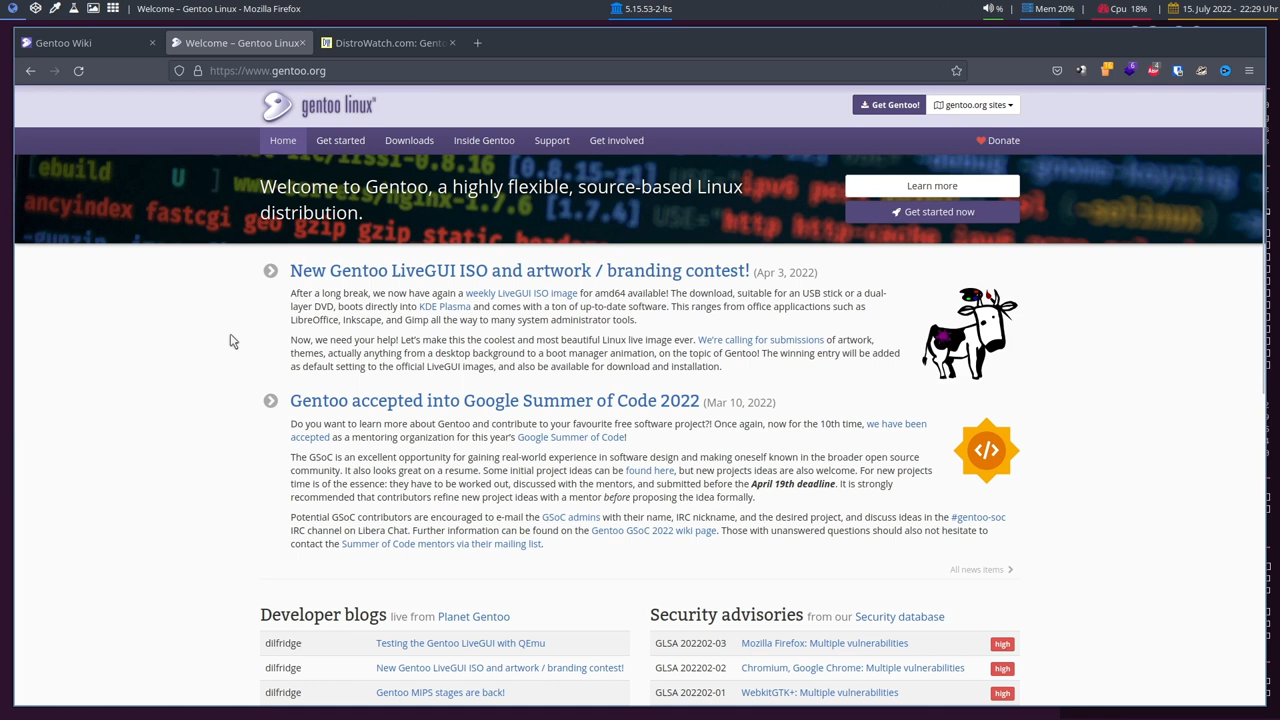 Welcome – Gentoo Linux – Mozilla Firefox
5.15.53-2-lts
%
Mem 20%
Cpu 18%
15. July 2022 - 22:29 Uhr
Gentoo Wiki
Welcome – Gentoo Linux
DistroWatch.com: Gento
https://www.gentoo.org
gentoo linux
Get Gentoo!
gentoo.org sites
Home
Get started
Downloads
Inside Gentoo
Support
Get involved
Donate
Welcome to Gentoo, a highly flexible, source-based Linux
distribution.
Learn more
Get started now
New Gentoo LiveGUI ISO and artwork / branding contest! (Apr 3, 2022)
After a long break, we now have again a weekly LiveGUI ISO image for amd64 available! The download, suitable for an USB stick or a dual-
layer DVD, boots directly into KDE Plasma and comes with a ton of up-to-date software. This ranges from office applicactions such as
LibreOffice, Inkscape, and Gimp all the way to many system administrator tools.
Now, we need your help! Let's make this the coolest and most beautiful Linux live image ever. We're calling for submissions of artwork,
themes, actually anything from a desktop background to a boot manager animation, on the topic of Gentoo! The winning entry will be added
as default setting to the official LiveGUI images, and also be available for download and installation.
Gentoo accepted into Google Summer of Code 2022 (Mar 10, 2022)
Do you want to learn more about Gentoo and contribute to your favourite free software project?! Once again, now for the 10th time, we have been
accepted as a mentoring organization for this year's Google Summer of Code!
The GSoC is an excellent opportunity for gaining real-world experience in software design and making oneself known in the broader open source
community. It also looks great on a resume. Some initial project ideas can be found here, but new projects ideas are also welcome. For new projects
time is of the essence: they have to be worked out, discussed with the mentors, and submitted before the April 19th deadline. It is strongly
recommended that contributors refine new project ideas with a mentor before proposing the idea formally.
Potential GSoC contributors are encouraged to e-mail the GSoC admins with their name, IRC nickname, and the desired project, and discuss ideas in the #gentoo-soc
IRC channel on Libera Chat. Further information can be found on the Gentoo GSoC 2022 wiki page. Those with unanswered questions should also not hesitate to
contact the Summer of Code mentors via their mailing list.
All news items
Developer blogs live from Planet Gentoo
dilfridge Testing the Gentoo LiveGUI with QEmu
dilfridge New Gentoo LiveGUI ISO and artwork / branding contest!
dilfridge Gentoo MIPS stages are back!
Security advisories from our Security database
GLSA 202202-03 Mozilla Firefox: Multiple vulnerabilities high
GLSA 202202-02 Chromium, Google Chrome: Multiple vulnerabilities high
GLSA 202202-01 WebkitGTK+: Multiple vulnerabilities high